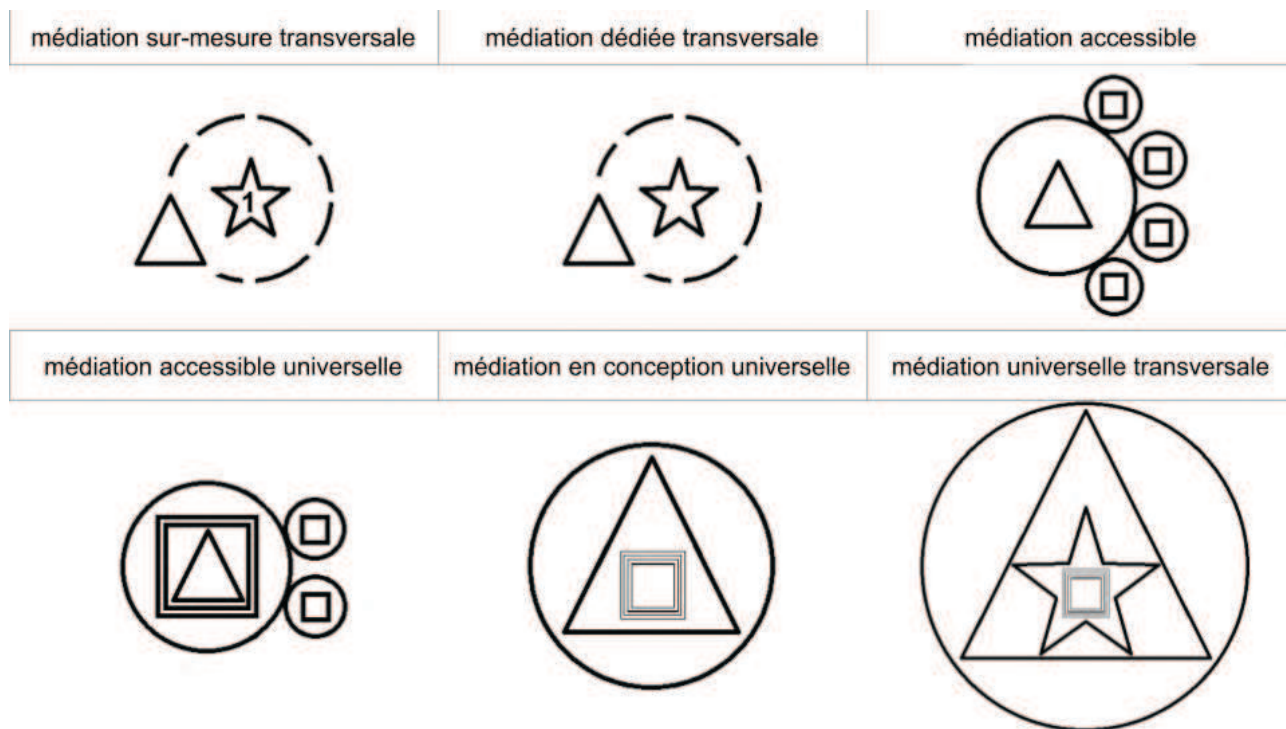 médiation sur-mesure transversale
médiation dédiée transversale
médiation accessible
1
médiation accessible universelle
médiation en conception universelle
médiation universelle transversale